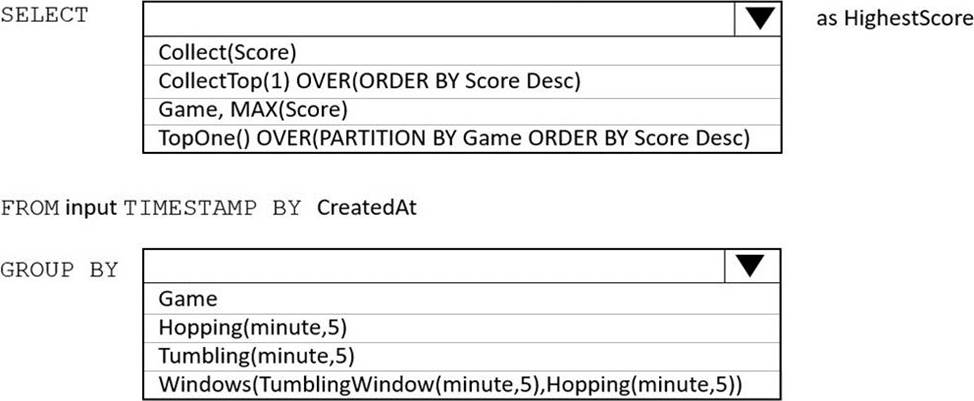 SELECT as HighestScore
Collect(Score)
CollectTop(1) OVER(ORDER BY Score Desc)
Game, MAX(Score)
TopOne() OVER(PARTITION BY Game ORDER BY Score Desc)
FROM input TIMESTAMP BY CreatedAt
GROUP BY
Game
Hopping(minute,5)
Tumbling(minute,5)
Windows(TumblingWindow(minute,5),Hopping(minute,5))